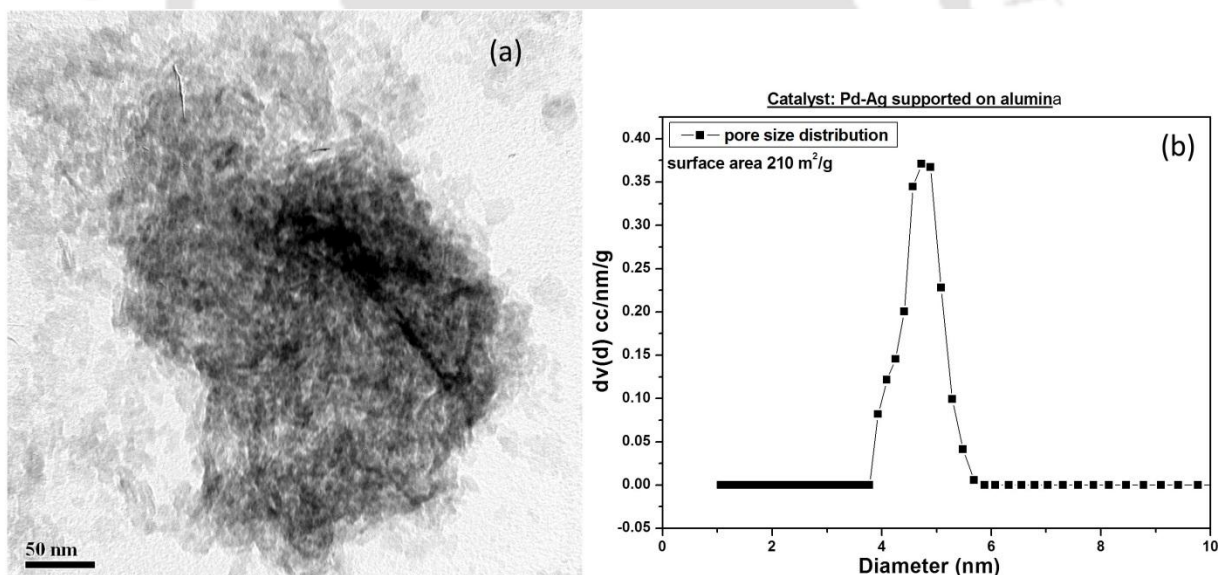 (a)
50 nm
Catalyst: Pd-Ag supported on alumina
pore size distribution
(b)
surface area 210 m²/g
dv(d) cc/nm/g
0.40
0.35
0.30
0.25
0.20
0.15
0.10
0.05
0.00
-0.05
0 2 4 6 8 10
Diameter (nm)